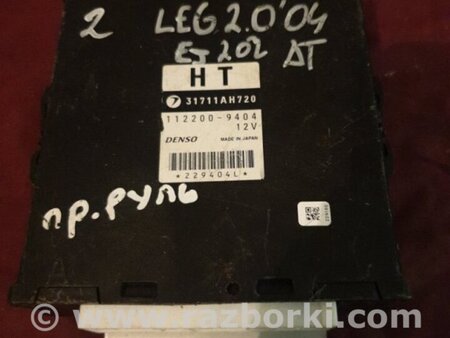 2 LEG 2.0'04
EJ 202 AT
HT
31711AH720
112200-9404
12V
DENSO MADE IN JAPAN
*229404L*
пр.руль
www.razborki.com